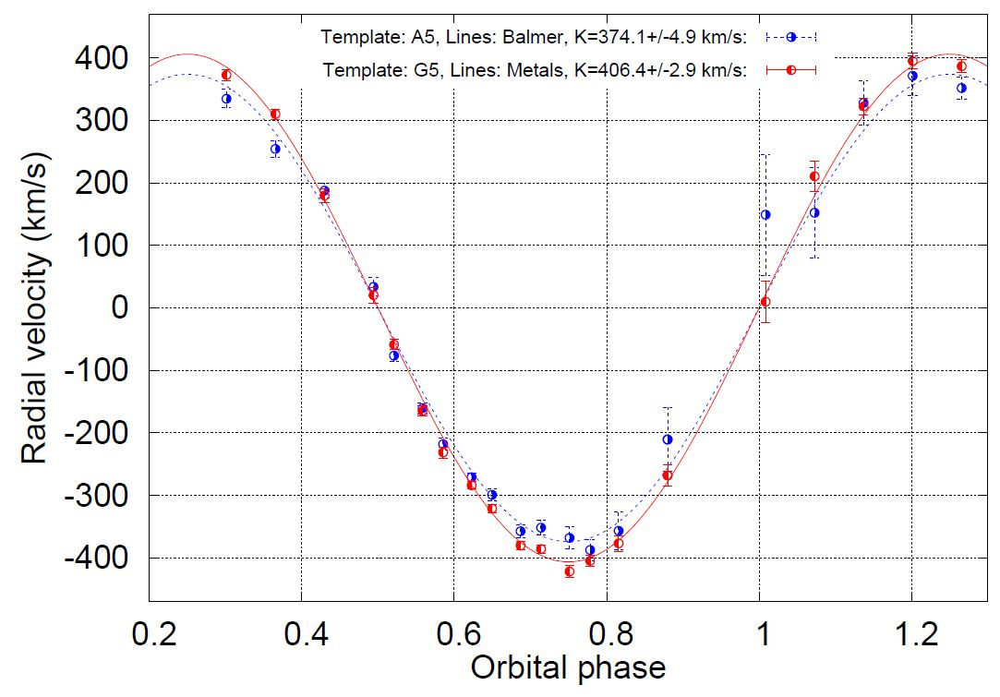 Template: A5, Lines: Balmer, K=374.1+/-4.9 km/s:
Template: G5, Lines: Metals, K=406.4+/-2.9 km/s:
400
300
200
100
0
-100
-200
-300
-400
Radial velocity (km/s)
0.2 0.4 0.6 0.8 1 1.2
Orbital phase